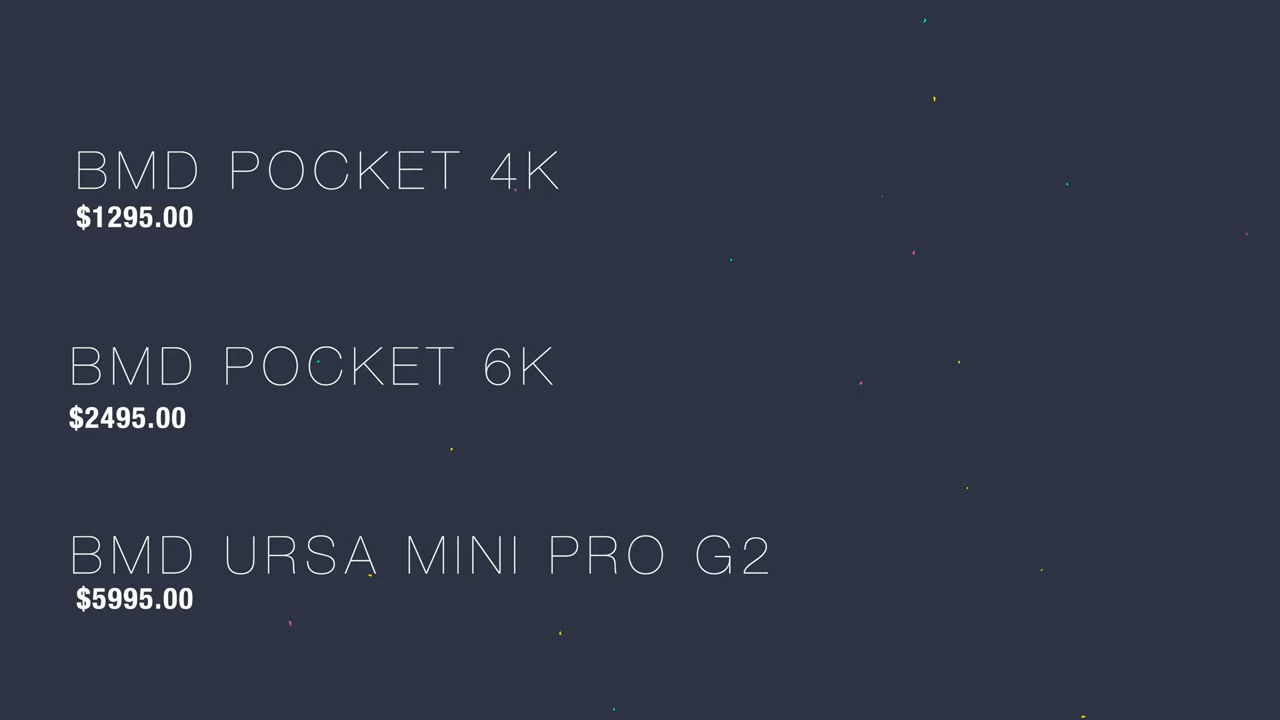 BMD POCKET 4K
$1295.00
BMD POCKET 6K
$2495.00
BMD URSA MINI PRO G2
$5995.00